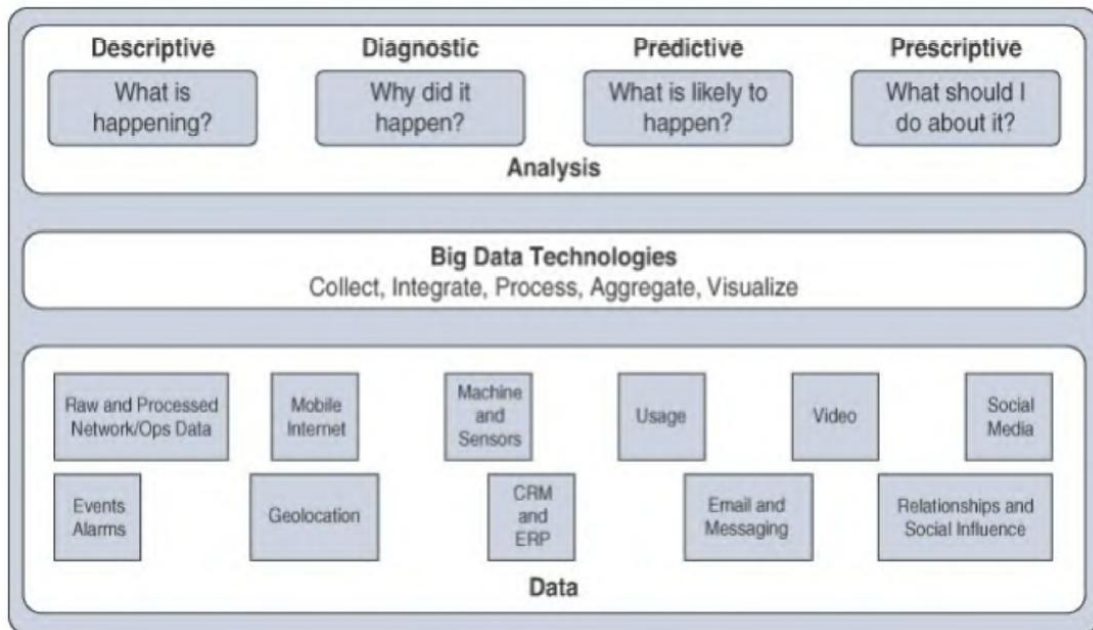 Descriptive
Diagnostic
Predictive
Prescriptive
What is
happening?
Why did it
happen?
What is likely to
happen?
What should I
do about it?
Analysis
Big Data Technologies
Collect, Integrate, Process, Aggregate, Visualize
Raw and Processed
Network/Ops Data
Mobile
Internet
Machine
and
Sensors
Usage
Video
Social
Media
Events
Alarms
Geolocation
CRM
and
ERP
Email and
Messaging
Relationships and
Social Influence
Data